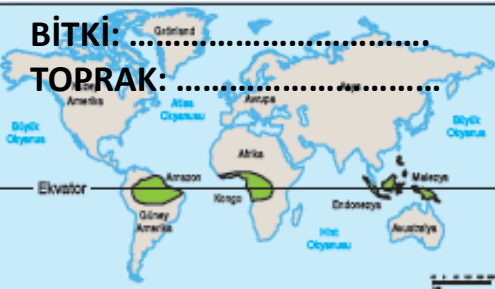 BİTKİ: ……………………………
Grönland
TOPRAK: …………………………
Amerika
Atlas
Okyanusu
Avrupa
Asya
Büyük
Okyanus
Büyük
Okyanus
Afrika
Ekvator
Amazon
Kongo
Malezya
Endonezya
Güney
Amerika
Hint
Okyanusu
Avustralya